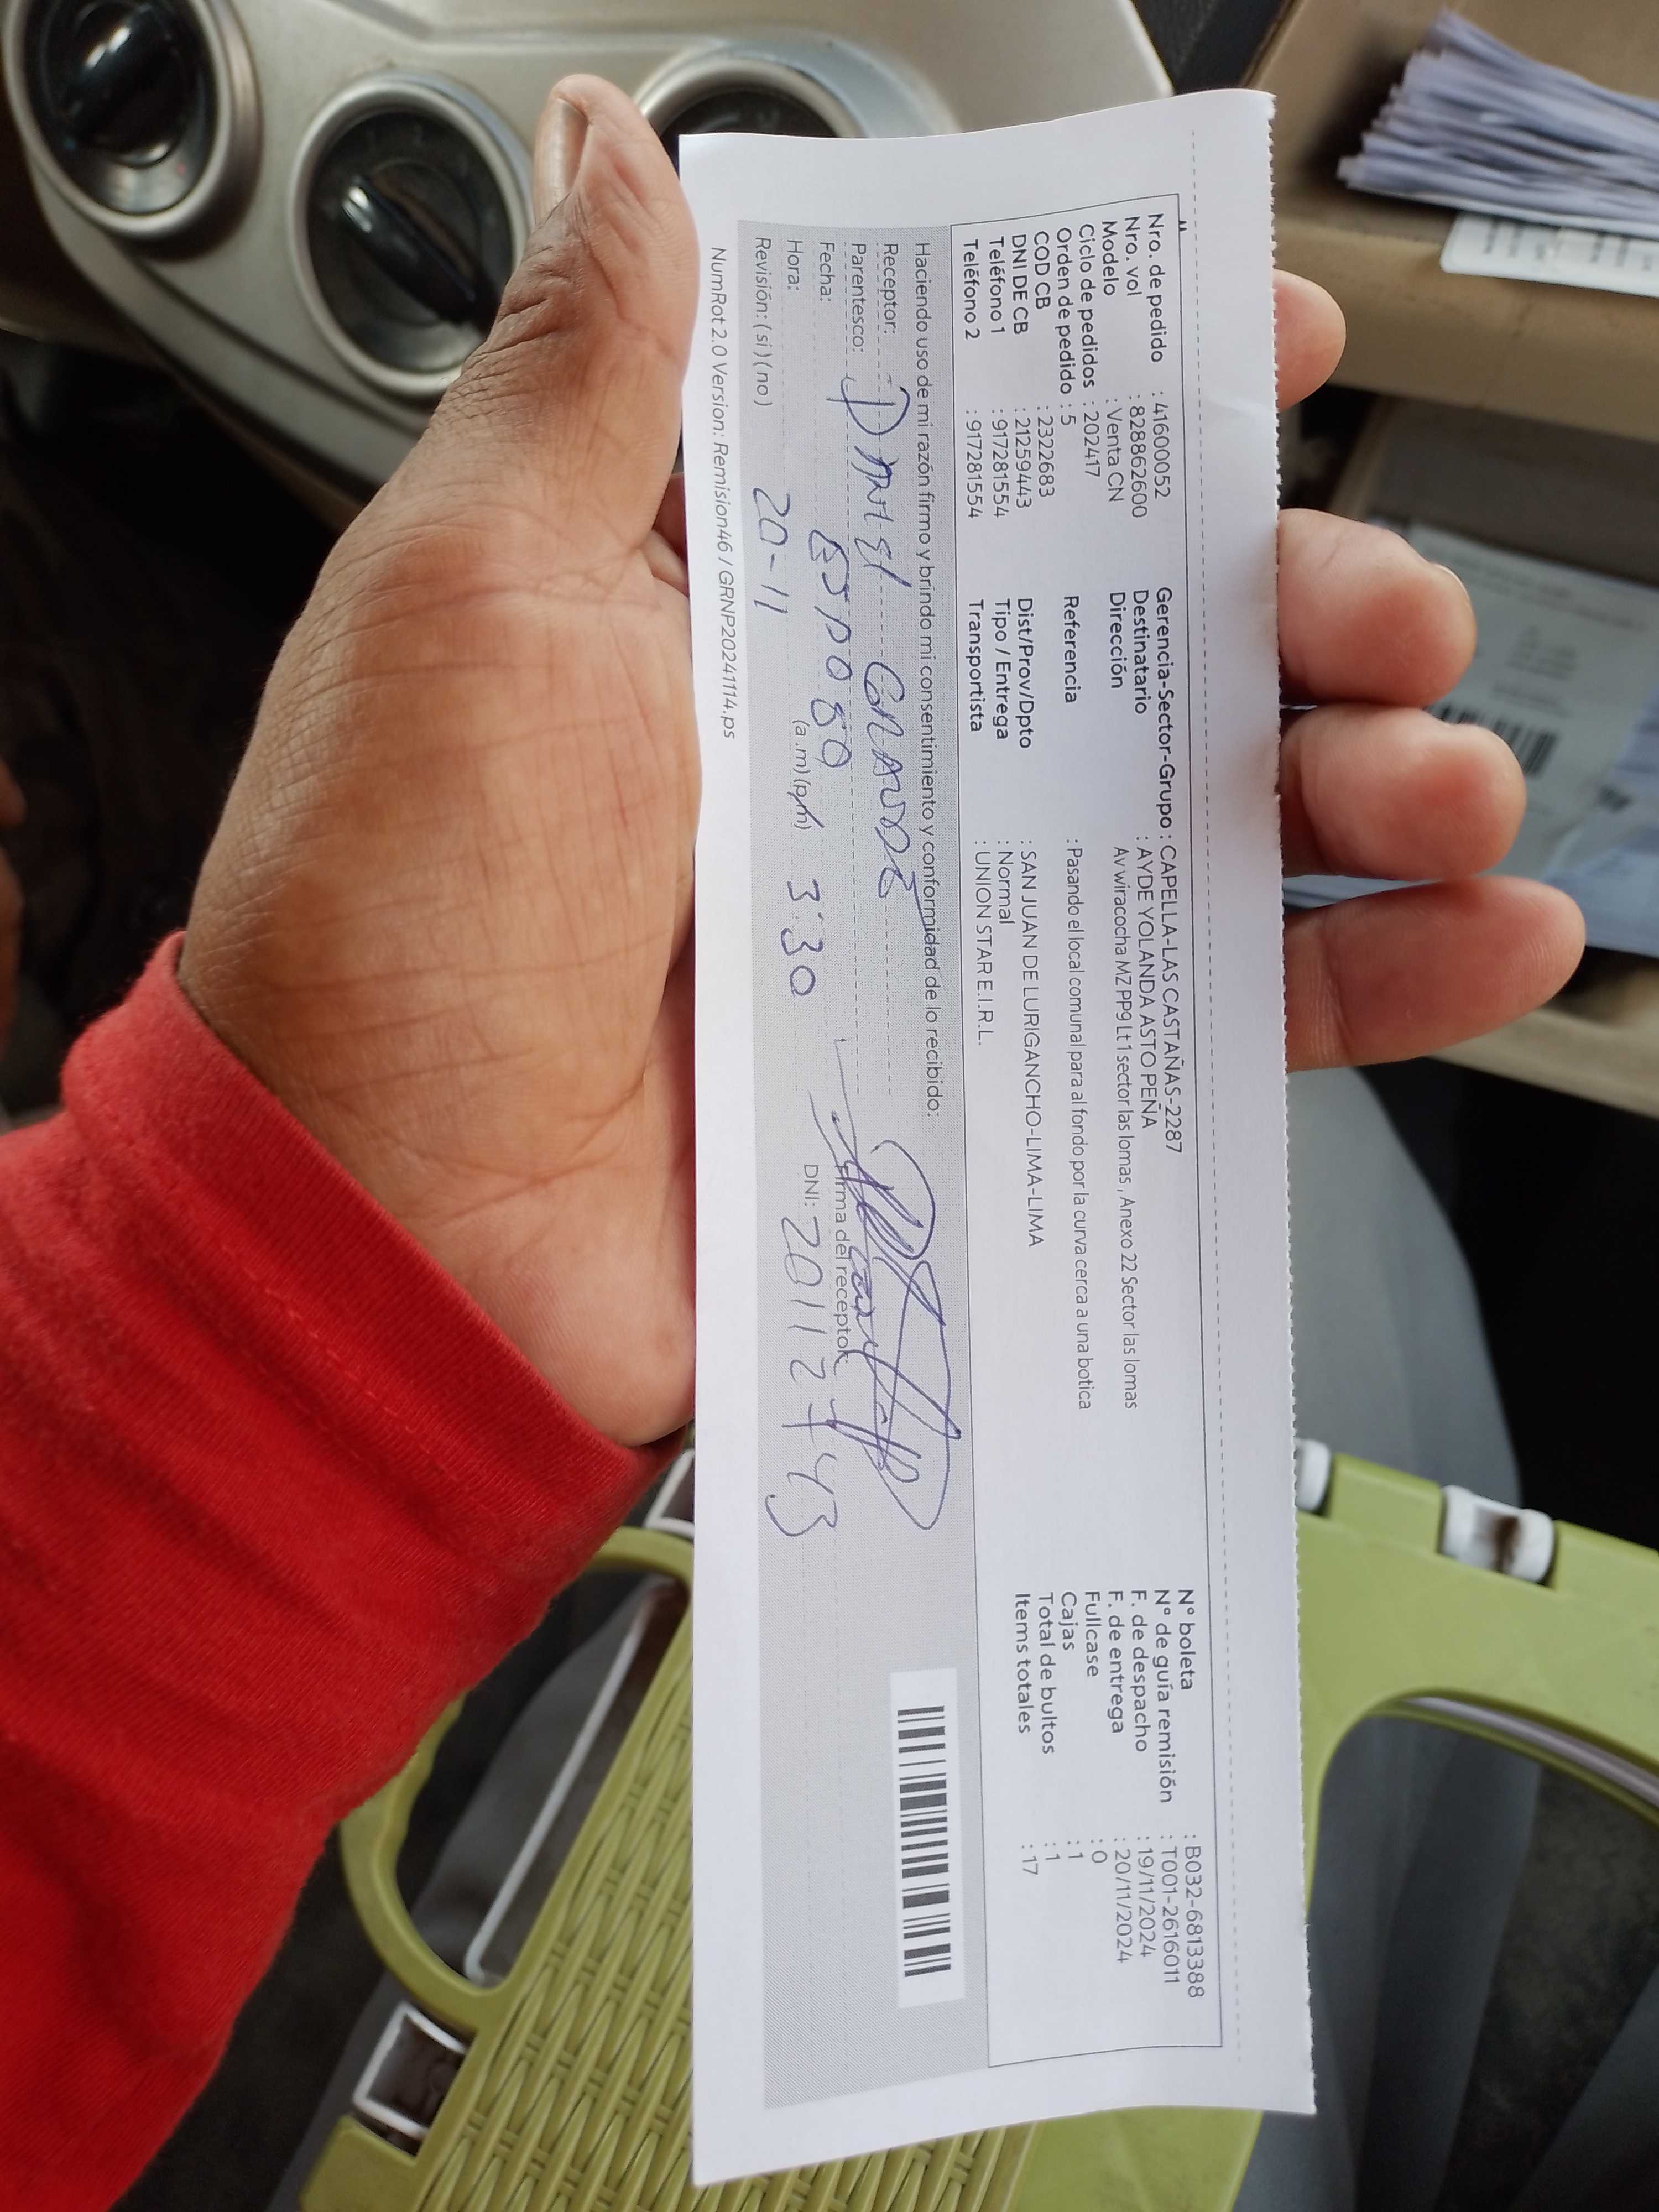 Nro. de pedido : 416000052
Nro. vol : 828862600
Modelo : Venta CN
Ciclo de pedidos : 202417
Orden de pedido : 5
COD CB : 2322683
DNI DE CB : 21259443
Teléfono 1 : 917281554
Teléfono 2 : 917281554
Gerencia-Sector-Grupo : CAPELLA-LAS CASTAÑAS-2287
Destinatario : AYDE YOLANDA ASTO PEÑA
Dirección Av wiracocha MZ PP9 Lt 1 sector las lomas , Anexo 22 Sector las lomas
Referencia : Pasando el local comunal para al fondo por la curva cerca a una botica
Dist/Prov/Dpto : SAN JUAN DE LURIGANCHO-LIMA-LIMA
Tipo / Entrega : Normal
Transportista : UNION STAR E.I.R.L.
N° boleta : B032-6813388
N° de guía remisión : T001-2616011
F. de despacho : 19/11/2024
F. de entrega : 20/11/2024
Fullcase : 0
Cajas : 1
Total de bultos : 1
Items totales : 17
Haciendo uso de mi razón firmo y brindo mi consentimiento y conformidad de lo recibido:
Receptor:
Parentesco:
Fecha:
Hora: 20-11 (a.m) (p.m) 3:30
Revisión: (si) (no)
Firma del receptor
DNI: 20112743
NumRot 2.0 Version: Remision46 / GRNP20241114.ps